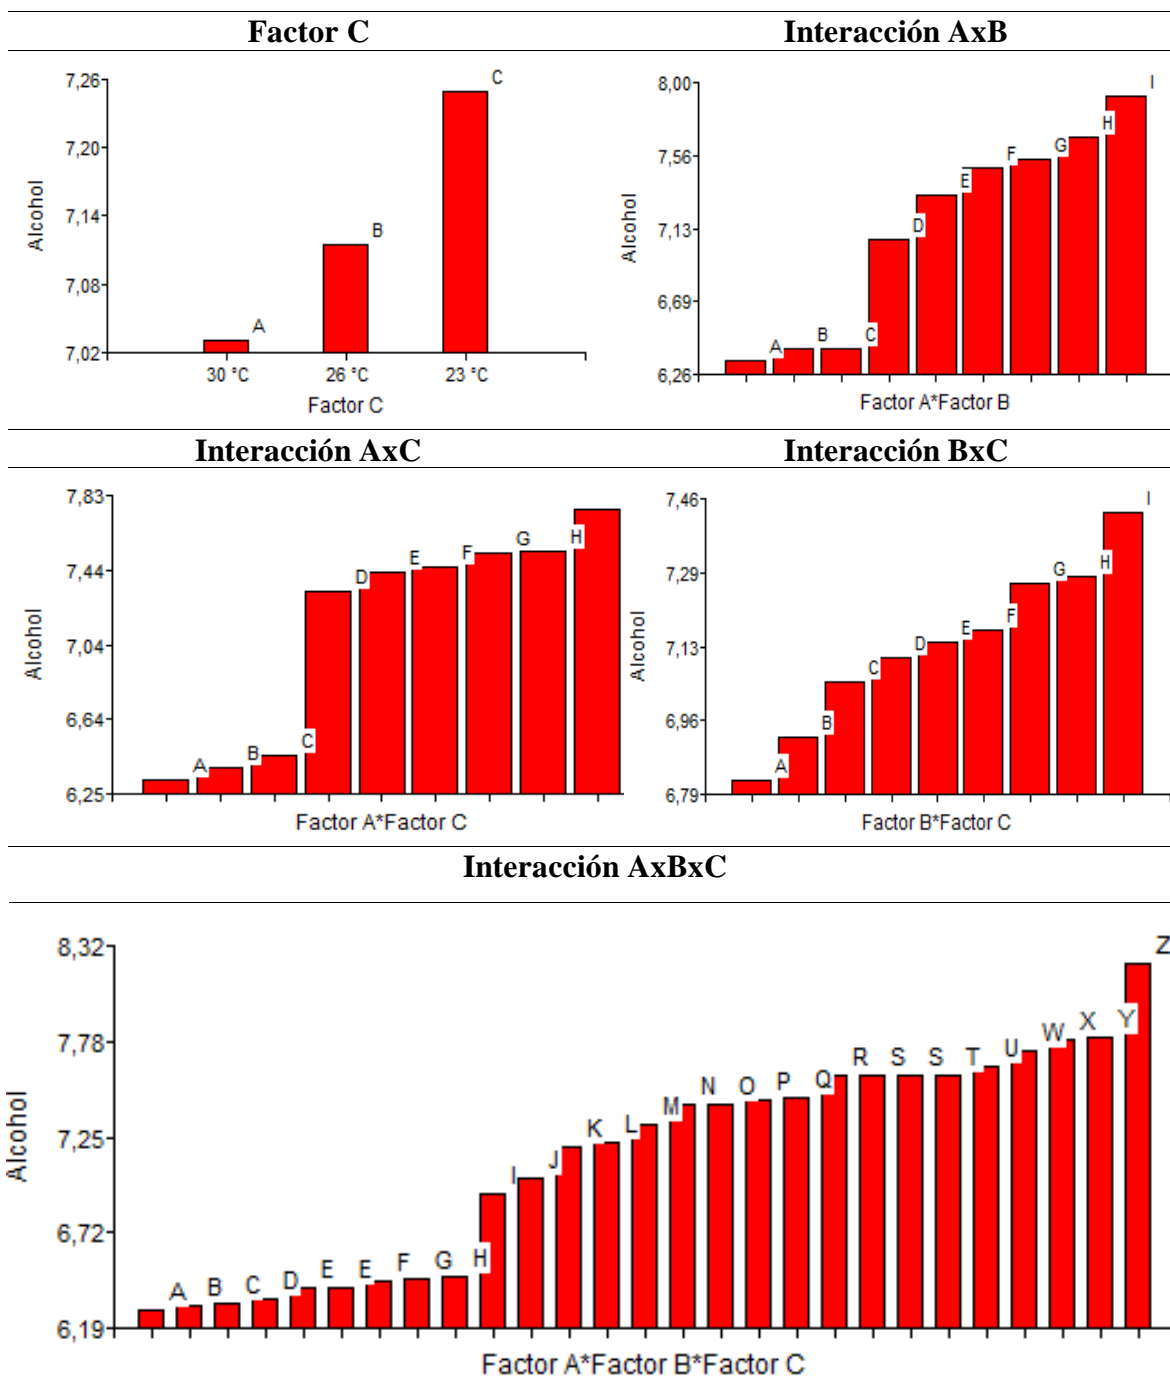 Factor C
Interacción AxB
7,26
7,20
7,14
7,08
7,02
Alcohol
A
B
C
30 °C
26 °C
23 °C
Factor C
8,00
7,56
7,13
6,69
6,26
Alcohol
A
B
C
D
E
F
G
H
I
Factor A*Factor B
Interacción AxC
Interacción BxC
7,83
7,44
7,04
6,64
6,25
Alcohol
A
B
C
D
E
F
G
H
Factor A*Factor C
7,46
7,29
7,13
6,96
6,79
Alcohol
A
B
C
D
E
F
G
H
I
Factor B*Factor C
Interacción AxBxC
8,32
7,78
7,25
6,72
6,19
Alcohol
A
B
C
D
E
E
F
G
H
I
J
K
L
M
N
O
P
Q
R
S
S
T
U
W
X
Y
Z
Factor A*Factor B*Factor C